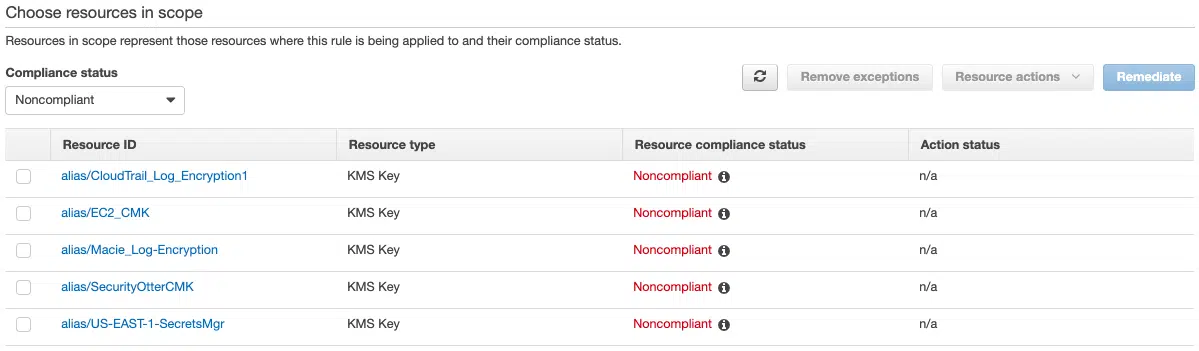 Choose resources in scope
Resources in scope represent those resources where this rule is being applied to and their compliance status.
Compliance status
Noncompliant
Remove exceptions
Resource actions
Remediate
Resource ID Resource type Resource compliance status Action status
alias/CloudTrail_Log_Encryption1 KMS Key Noncompliant n/a
alias/EC2_CMK KMS Key Noncompliant n/a
alias/Macie_Log-Encryption KMS Key Noncompliant n/a
alias/SecurityOtterCMK KMS Key Noncompliant n/a
alias/US-EAST-1-SecretsMgr KMS Key Noncompliant n/a